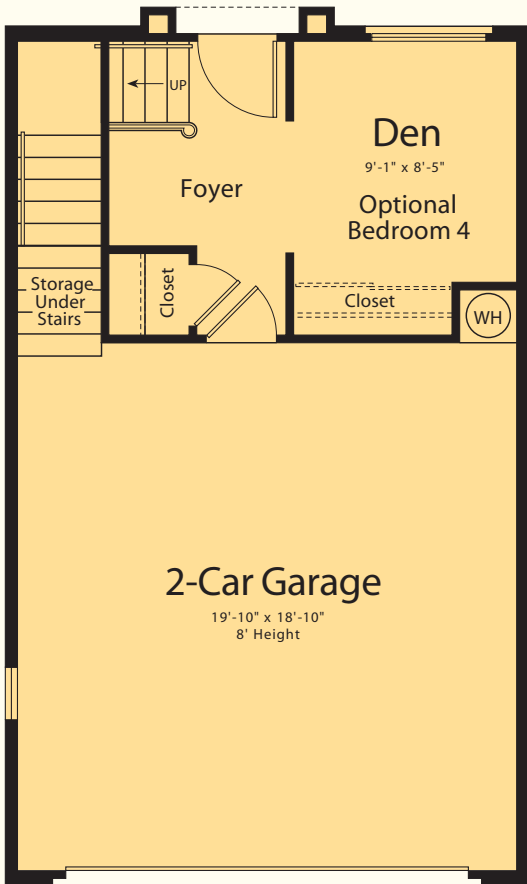 UP
Den
9'-1" x 8'-5"
Optional
Bedroom 4
Foyer
Storage
Under
Stairs
Closet
Closet
WH
2-Car Garage
19'-10" x 18'-10"
8' Height